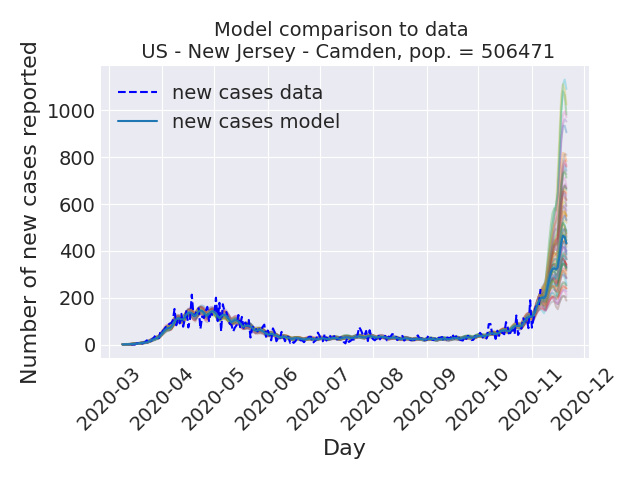 Model comparison to data
US - New Jersey - Camden, pop. = 506471
Number of new cases reported
new cases data
new cases model
1000
800
600
400
200
0
2020-03
2020-04
2020-05
2020-06
2020-07
2020-08
2020-09
2020-10
2020-11
2020-12
Day